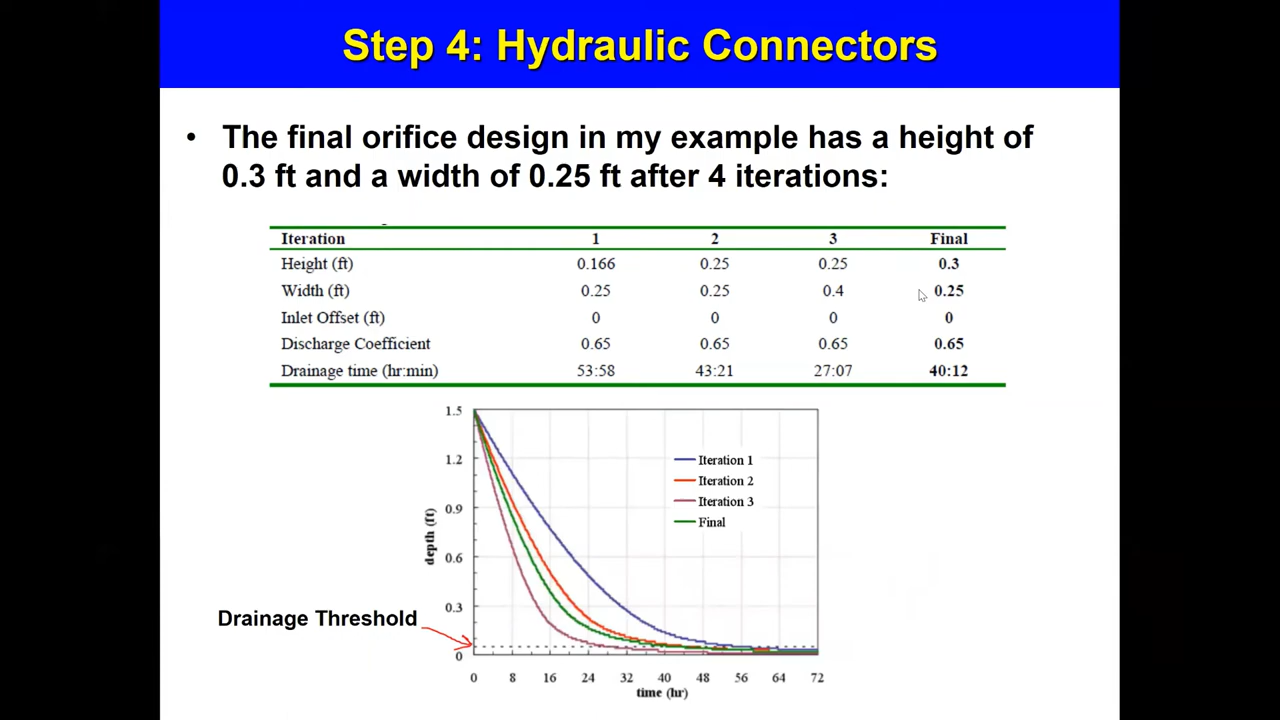 Step 4: Hydraulic Connectors
• The final orifice design in my example has a height of
0.3 ft and a width of 0.25 ft after 4 iterations:
Iteration 1 2 3 Final
Height (ft) 0.166 0.25 0.25 0.3
Width (ft) 0.25 0.25 0.4 0.25
Inlet Offset (ft) 0 0 0 0
Discharge Coefficient 0.65 0.65 0.65 0.65
Drainage time (hr:min) 53:58 43:21 27:07 40:12
1.5
1.2
0.9
0.6
0.3
0
depth (ft)
Iteration 1
Iteration 2
Iteration 3
Final
Drainage Threshold
0 8 16 24 32 40 48 56 64 72
time (hr)